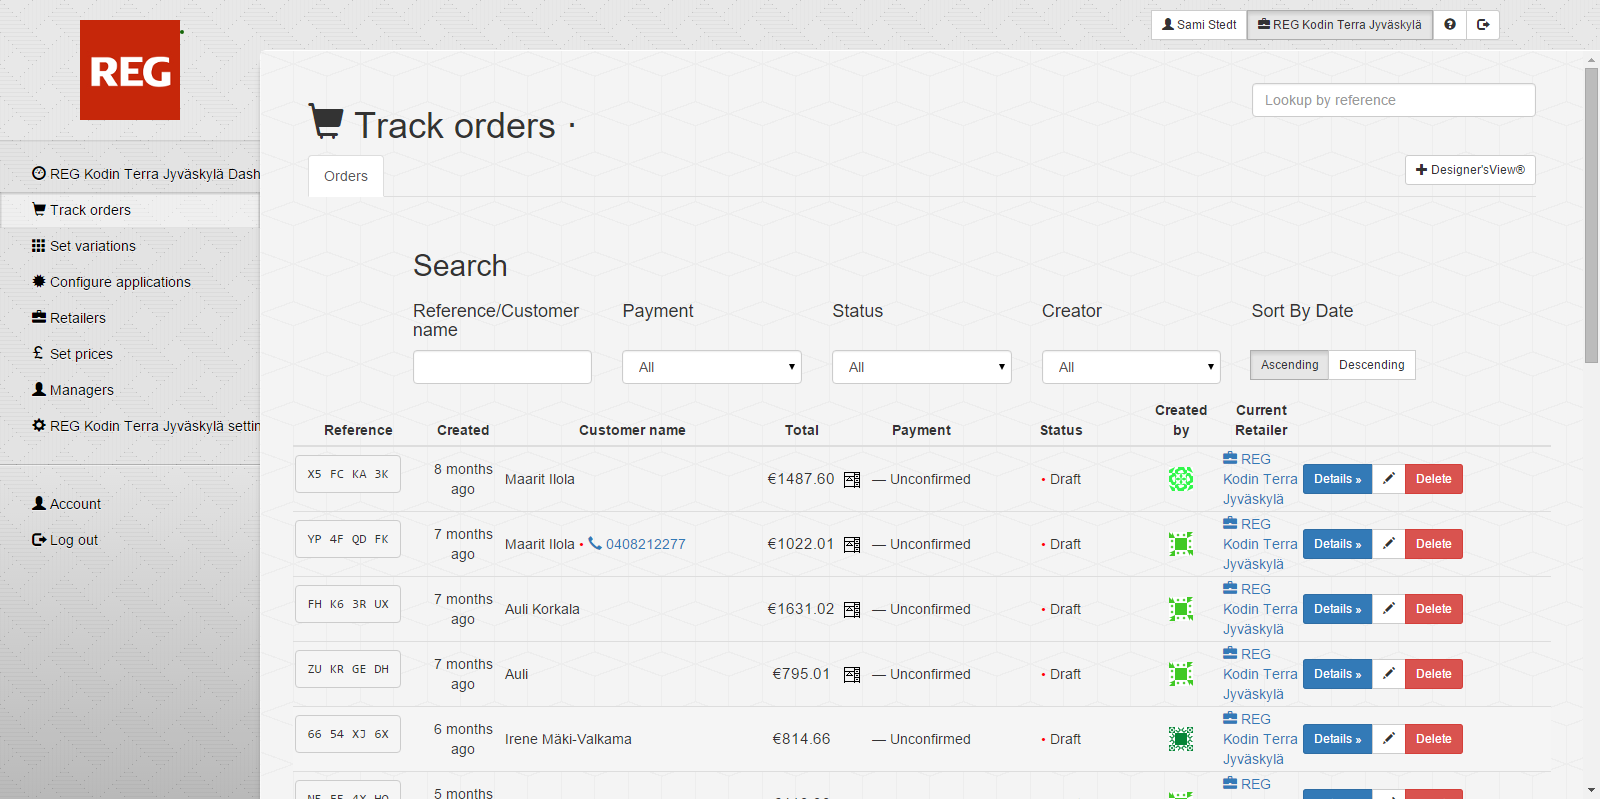 REG
Sami Stedt
REG Kodin Terra Jyväskylä
Lookup by reference
Track orders ·
Orders
Designer'sView®
REG Kodin Terra Jyväskylä Dash
Track orders
Set variations
Configure applications
Retailers
£ Set prices
Managers
REG Kodin Terra Jyväskylä settin
Account
Log out
Search
Reference/Customer name Payment Status Creator Sort By Date
All All All Ascending Descending
Reference Created Customer name Total Payment Status Created by Current Retailer
X5 FC KA 3K 8 months ago Maarit Ilola €1487.60 — Unconfirmed • Draft REG Kodin Terra Jyväskylä Details » Delete
YP 4F QD FK 7 months ago Maarit Ilola • 0408212277 €1022.01 — Unconfirmed • Draft REG Kodin Terra Jyväskylä Details » Delete
FH K6 3R UX 7 months ago Auli Korkala €1631.02 — Unconfirmed • Draft REG Kodin Terra Jyväskylä Details » Delete
ZU KR GE DH 7 months ago Auli €795.01 — Unconfirmed • Draft REG Kodin Terra Jyväskylä Details » Delete
66 54 XJ 6X 6 months ago Irene Mäki-Valkama €814.66 — Unconfirmed • Draft REG Kodin Terra Jyväskylä Details » Delete
5 months REG